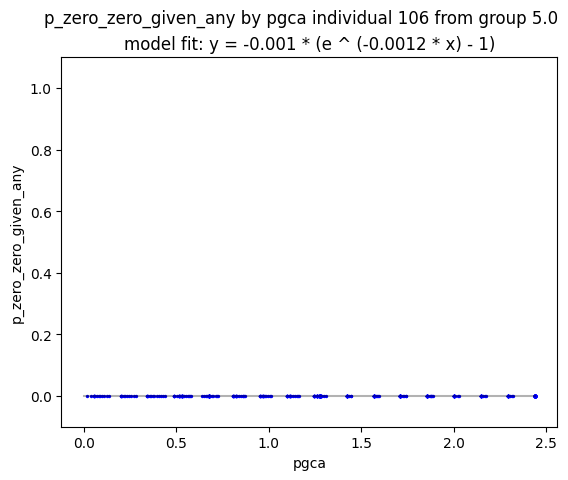 p_zero_zero_given_any by pgca individual 106 from group 5.0
model fit: y = -0.001 * (e ^ (-0.0012 * x) - 1)
1.0
0.8
0.6
0.4
0.2
0.0
p_zero_zero_given_any
0.0 0.5 1.0 1.5 2.0 2.5
pgca